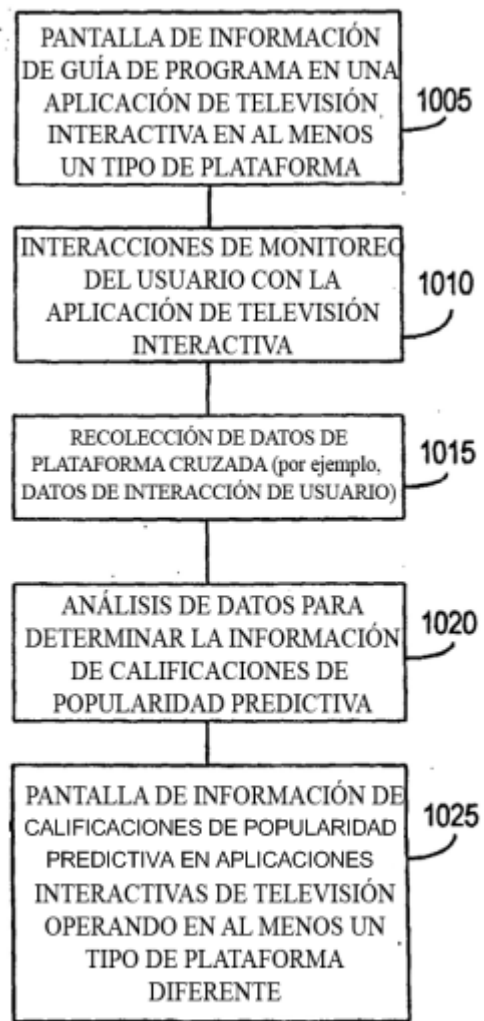 PANTALLA DE INFORMACIÓN
DE GUÍA DE PROGRAMA EN UNA
APLICACIÓN DE TELEVISIÓN
INTERACTIVA EN AL MENOS
UN TIPO DE PLATAFORMA
1005
INTERACCIONES DE MONITOREO
DEL USUARIO CON LA
APLICACIÓN DE TELEVISIÓN
INTERACTIVA
1010
RECOLECCIÓN DE DATOS DE
PLATAFORMA CRUZADA (por ejemplo,
DATOS DE INTERACCIÓN DE USUARIO)
1015
ANÁLISIS DE DATOS PARA
DETERMINAR LA INFORMACIÓN
DE CALIFICACIONES DE
POPULARIDAD PREDICTIVA
1020
PANTALLA DE INFORMACIÓN DE
CALIFICACIONES DE POPULARIDAD
PREDICTIVA EN APLICACIONES
INTERACTIVAS DE TELEVISIÓN
OPERANDO EN AL MENOS UN
TIPO DE PLATAFORMA
DIFERENTE
1025